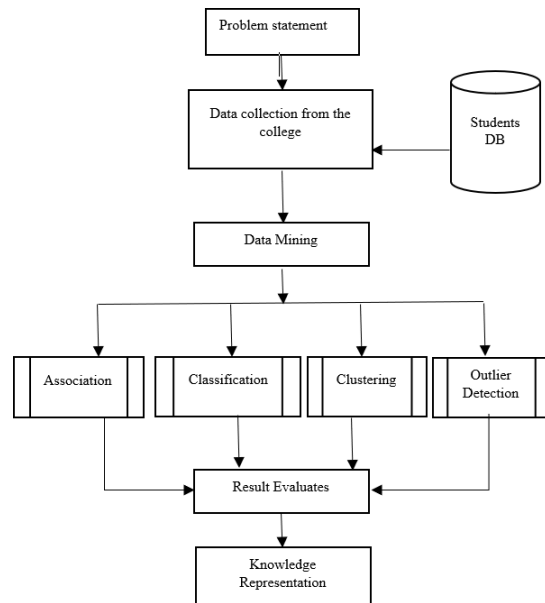 Problem statement
Data collection from the
college
Students
DB
Data Mining
Association
Classification
Clustering
Outlier
Detection
Result Evaluates
Knowledge
Representation